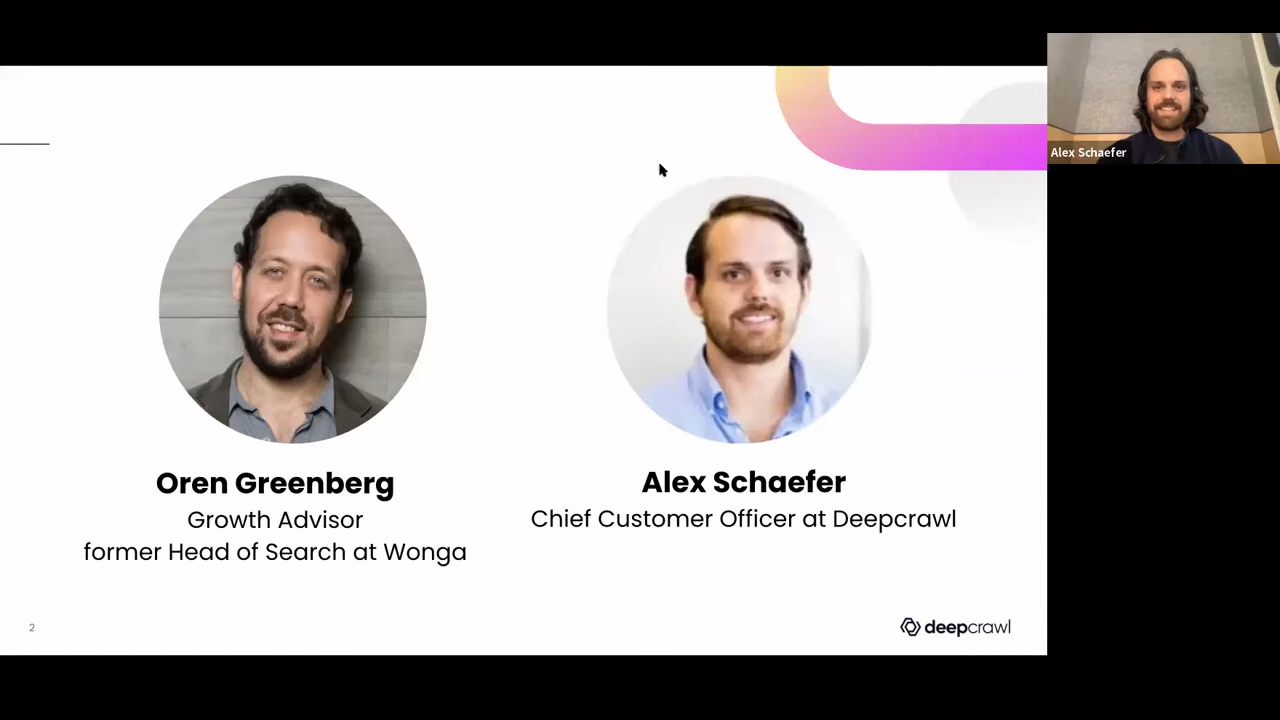 Alex Schaefer
Oren Greenberg
Growth Advisor
former Head of Search at Wonga
Alex Schaefer
Chief Customer Officer at Deepcrawl
2
deepcrawl